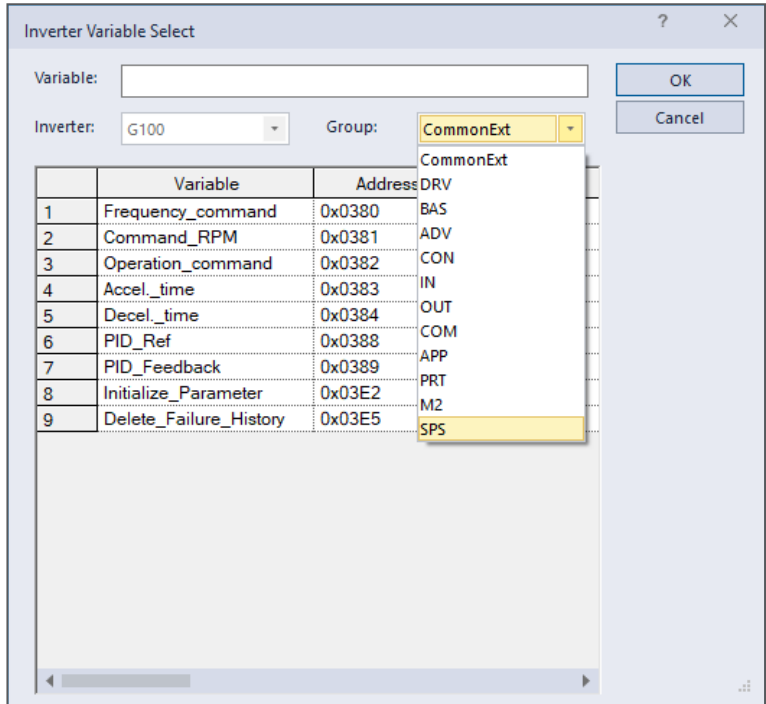 Inverter Variable Select
?
Variable:
OK
Inverter: G100 Group: CommonExt
Cancel
Variable Address
1 Frequency_command 0x0380
2 Command_RPM 0x0381
3 Operation_command 0x0382
4 Accel._time 0x0383
5 Decel._time 0x0384
6 PID_Ref 0x0388
7 PID_Feedback 0x0389
8 Initialize_Parameter 0x03E2
9 Delete_Failure_History 0x03E5
CommonExt
DRV
BAS
ADV
CON
IN
OUT
COM
APP
PRT
M2
SPS